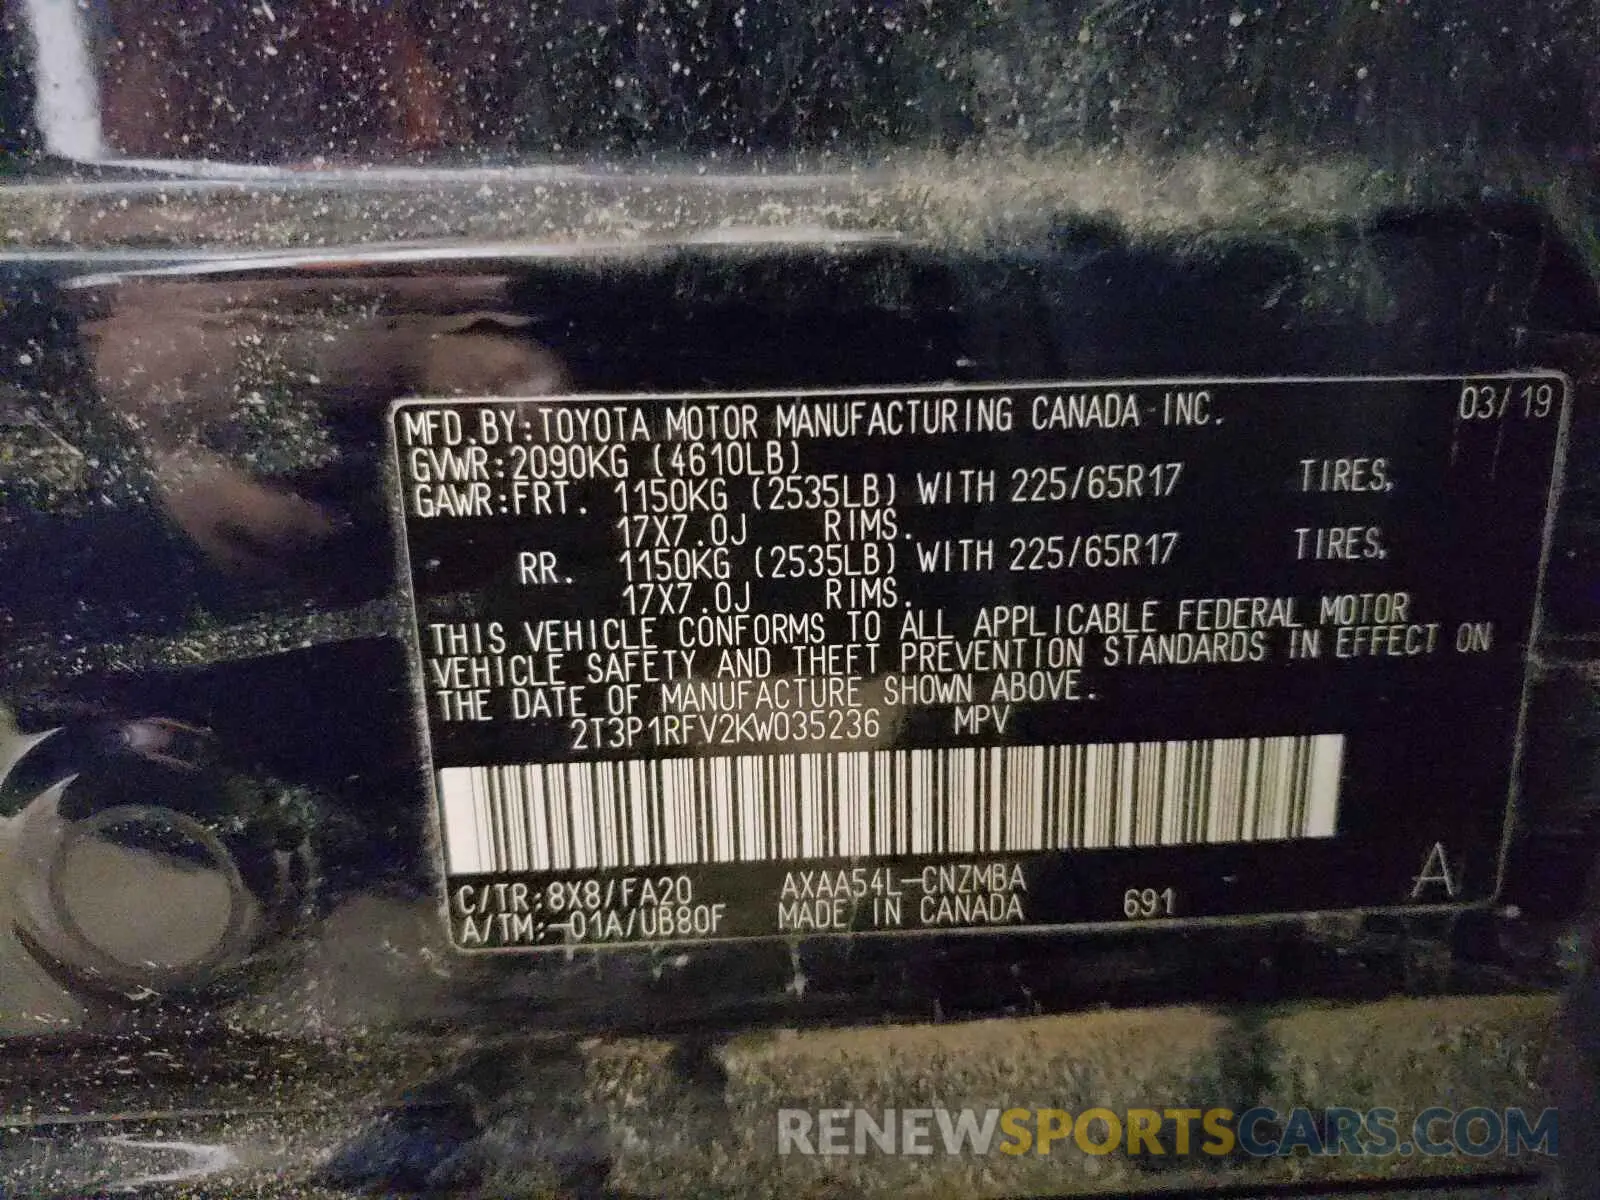 MFD.BY:TOYOTA MOTOR MANUFACTURING CANADA INC. 03/19
GVWR:2090KG (4610LB)
GAWR:FRT. 1150KG (2535LB) WITH 225/65R17 TIRES,
17X7.0J RIMS.
RR. 1150KG (2535LB) WITH 225/65R17 TIRES,
17X7.0J RIMS.
THIS VEHICLE CONFORMS TO ALL APPLICABLE FEDERAL MOTOR
VEHICLE SAFETY AND THEFT PREVENTION STANDARDS IN EFFECT ON
THE DATE OF MANUFACTURE SHOWN ABOVE.
2T3P1RFV2KW035236 MPV
C/TR:8X8/FA20 AXAA54L-CNZMBA
A/TM:-01A/UB80F MADE IN CANADA 691 A
RENEWSPORTSCARS.COM